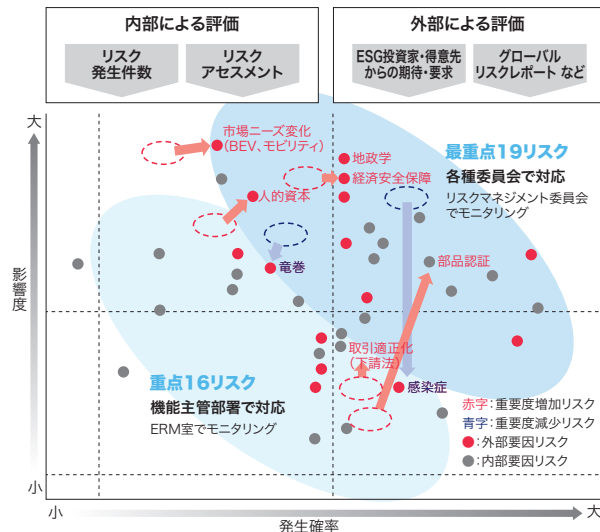 内部による評価
外部による評価
リスク
発生件数
リスク
アセスメント
ESG投資家・得意先
からの期待・要求
グローバル
リスクレポート など
大
市場ニーズ変化
(BEV、モビリティ)
地政学
経済安全保障
人的資本
最重点19リスク
各種委員会で対応
リスクマネジメント委員会
でモニタリング
竜巻
部品認証
影響度
取引適正化
(下請法)
感染症
重点16リスク
機能主管部署で対応
ERM室でモニタリング
赤字:重要度増加リスク
青字:重要度減少リスク
●:外部要因リスク
●:内部要因リスク
小
小
発生確率
大